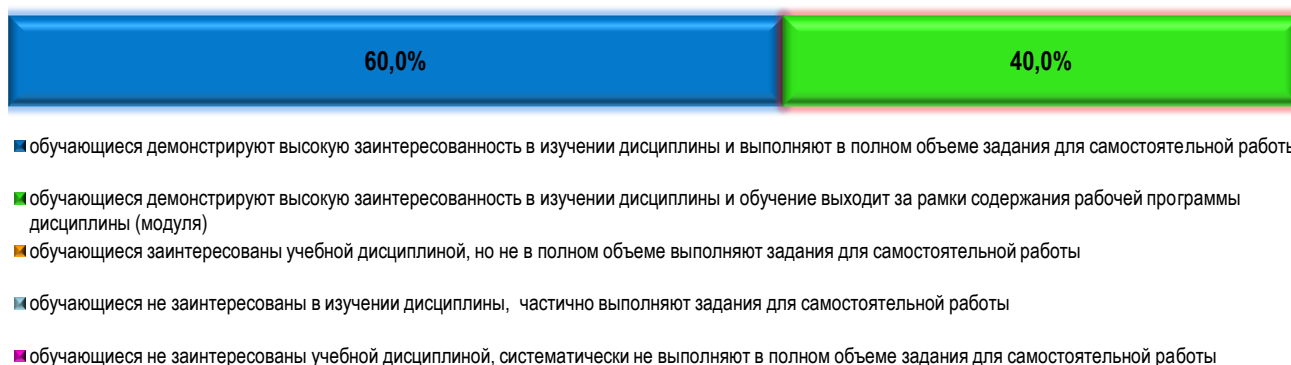 60,0% 40,0%
обучающиеся демонстрируют высокую заинтересованность в изучении дисциплины и выполняют в полном объеме задания для самостоятельной работы
обучающиеся демонстрируют высокую заинтересованность в изучении дисциплины и обучение выходит за рамки содержания рабочей программы
дисциплины (модуля)
обучающиеся заинтересованы учебной дисциплиной, но не в полном объеме выполняют задания для самостоятельной работы
обучающиеся не заинтересованы в изучении дисциплины, частично выполняют задания для самостоятельной работы
обучающиеся не заинтересованы учебной дисциплиной, систематически не выполняют в полном объеме задания для самостоятельной работы